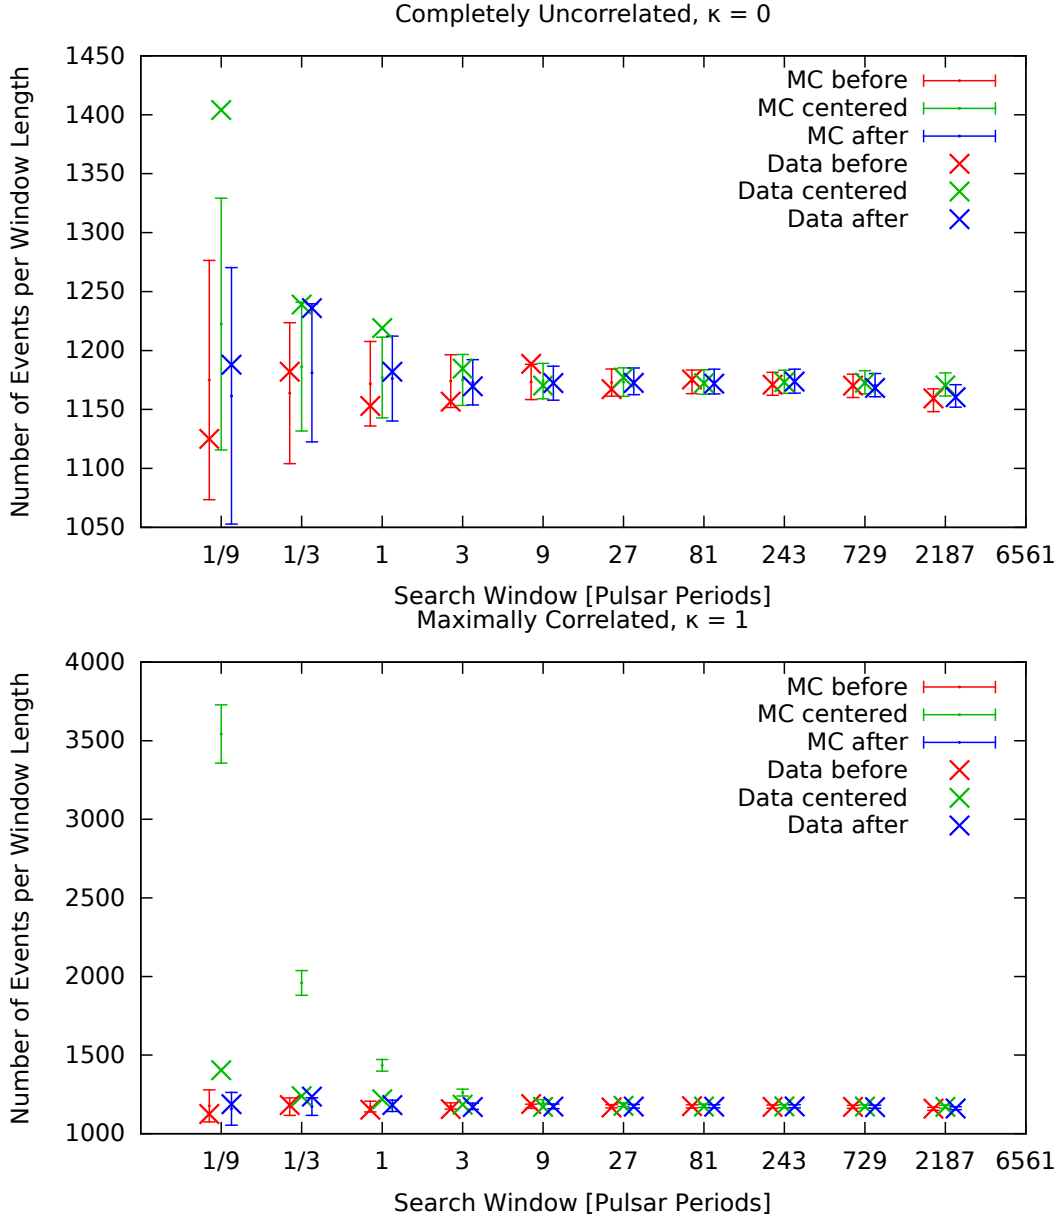 Completely Uncorrelated, κ = 0
Number of Events per Window Length
1450
1400
1350
1300
1250
1200
1150
1100
1050
MC before
MC centered
MC after
Data before
Data centered
Data after
1/9 1/3 1 3 9 27 81 243 729 2187 6561
Search Window [Pulsar Periods]
Maximally Correlated, κ = 1
Number of Events per Window Length
4000
3500
3000
2500
2000
1500
1000
MC before
MC centered
MC after
Data before
Data centered
Data after
1/9 1/3 1 3 9 27 81 243 729 2187 6561
Search Window [Pulsar Periods]